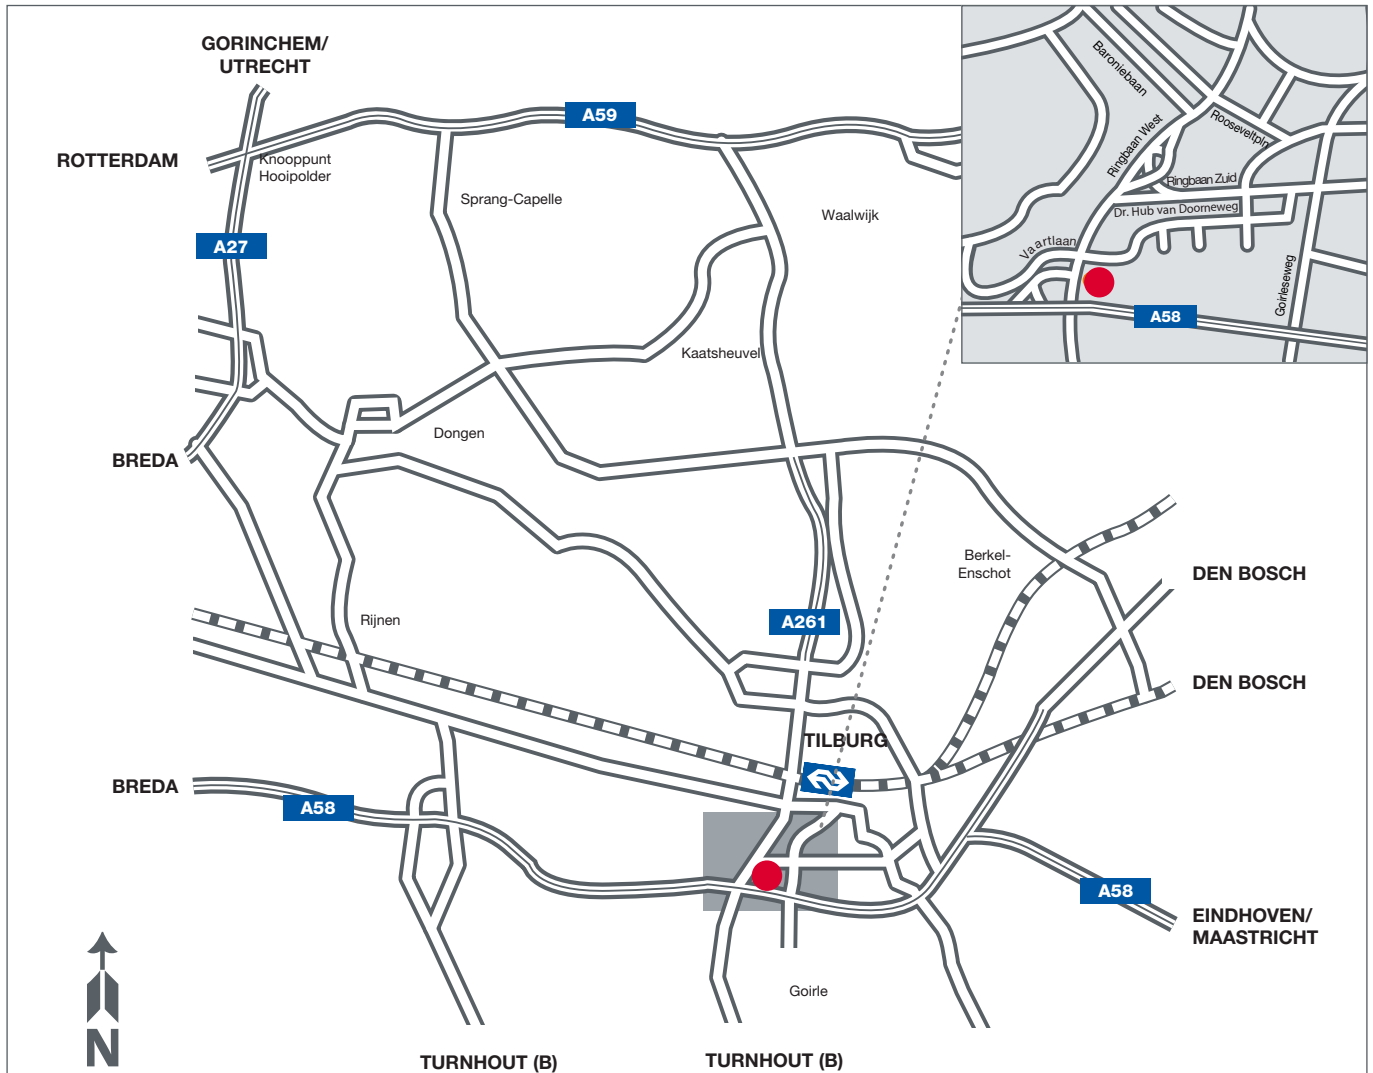 GORINCHEM/
UTRECHT
A59
ROTTERDAM
Knooppunt
Hooipolder
Sprang-Capelle
Waalwijk
A27
Baroniebaan
Ringbaan West
Rooseveltpln
Ringbaan Zuid
Dr. Hub van Doorneweg
Vaartlaan
Goirleseweg
A58
Kaatsheuvel
Dongen
BREDA
Berkel-
Enschot
DEN BOSCH
Rijnen
A261
DEN BOSCH
TILBURG
BREDA
A58
A58
EINDHOVEN/
MAASTRICHT
Goirle
N
TURNHOUT (B)
TURNHOUT (B)